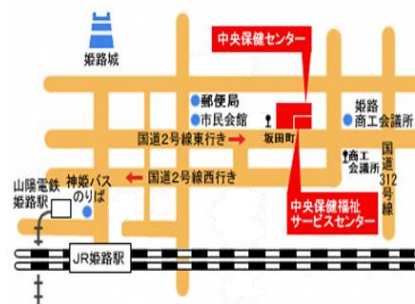 中央保健センター
姫路城
郵便局
市民会館
姫路
商工会議所
坂田町
国道2号線東行き
商工
会議所
国道312号線
山陽電鉄
姫路駅
神姫バス
のりば
国道2号線西行き
中央保健福祉
サービスセンター
JR姫路駅